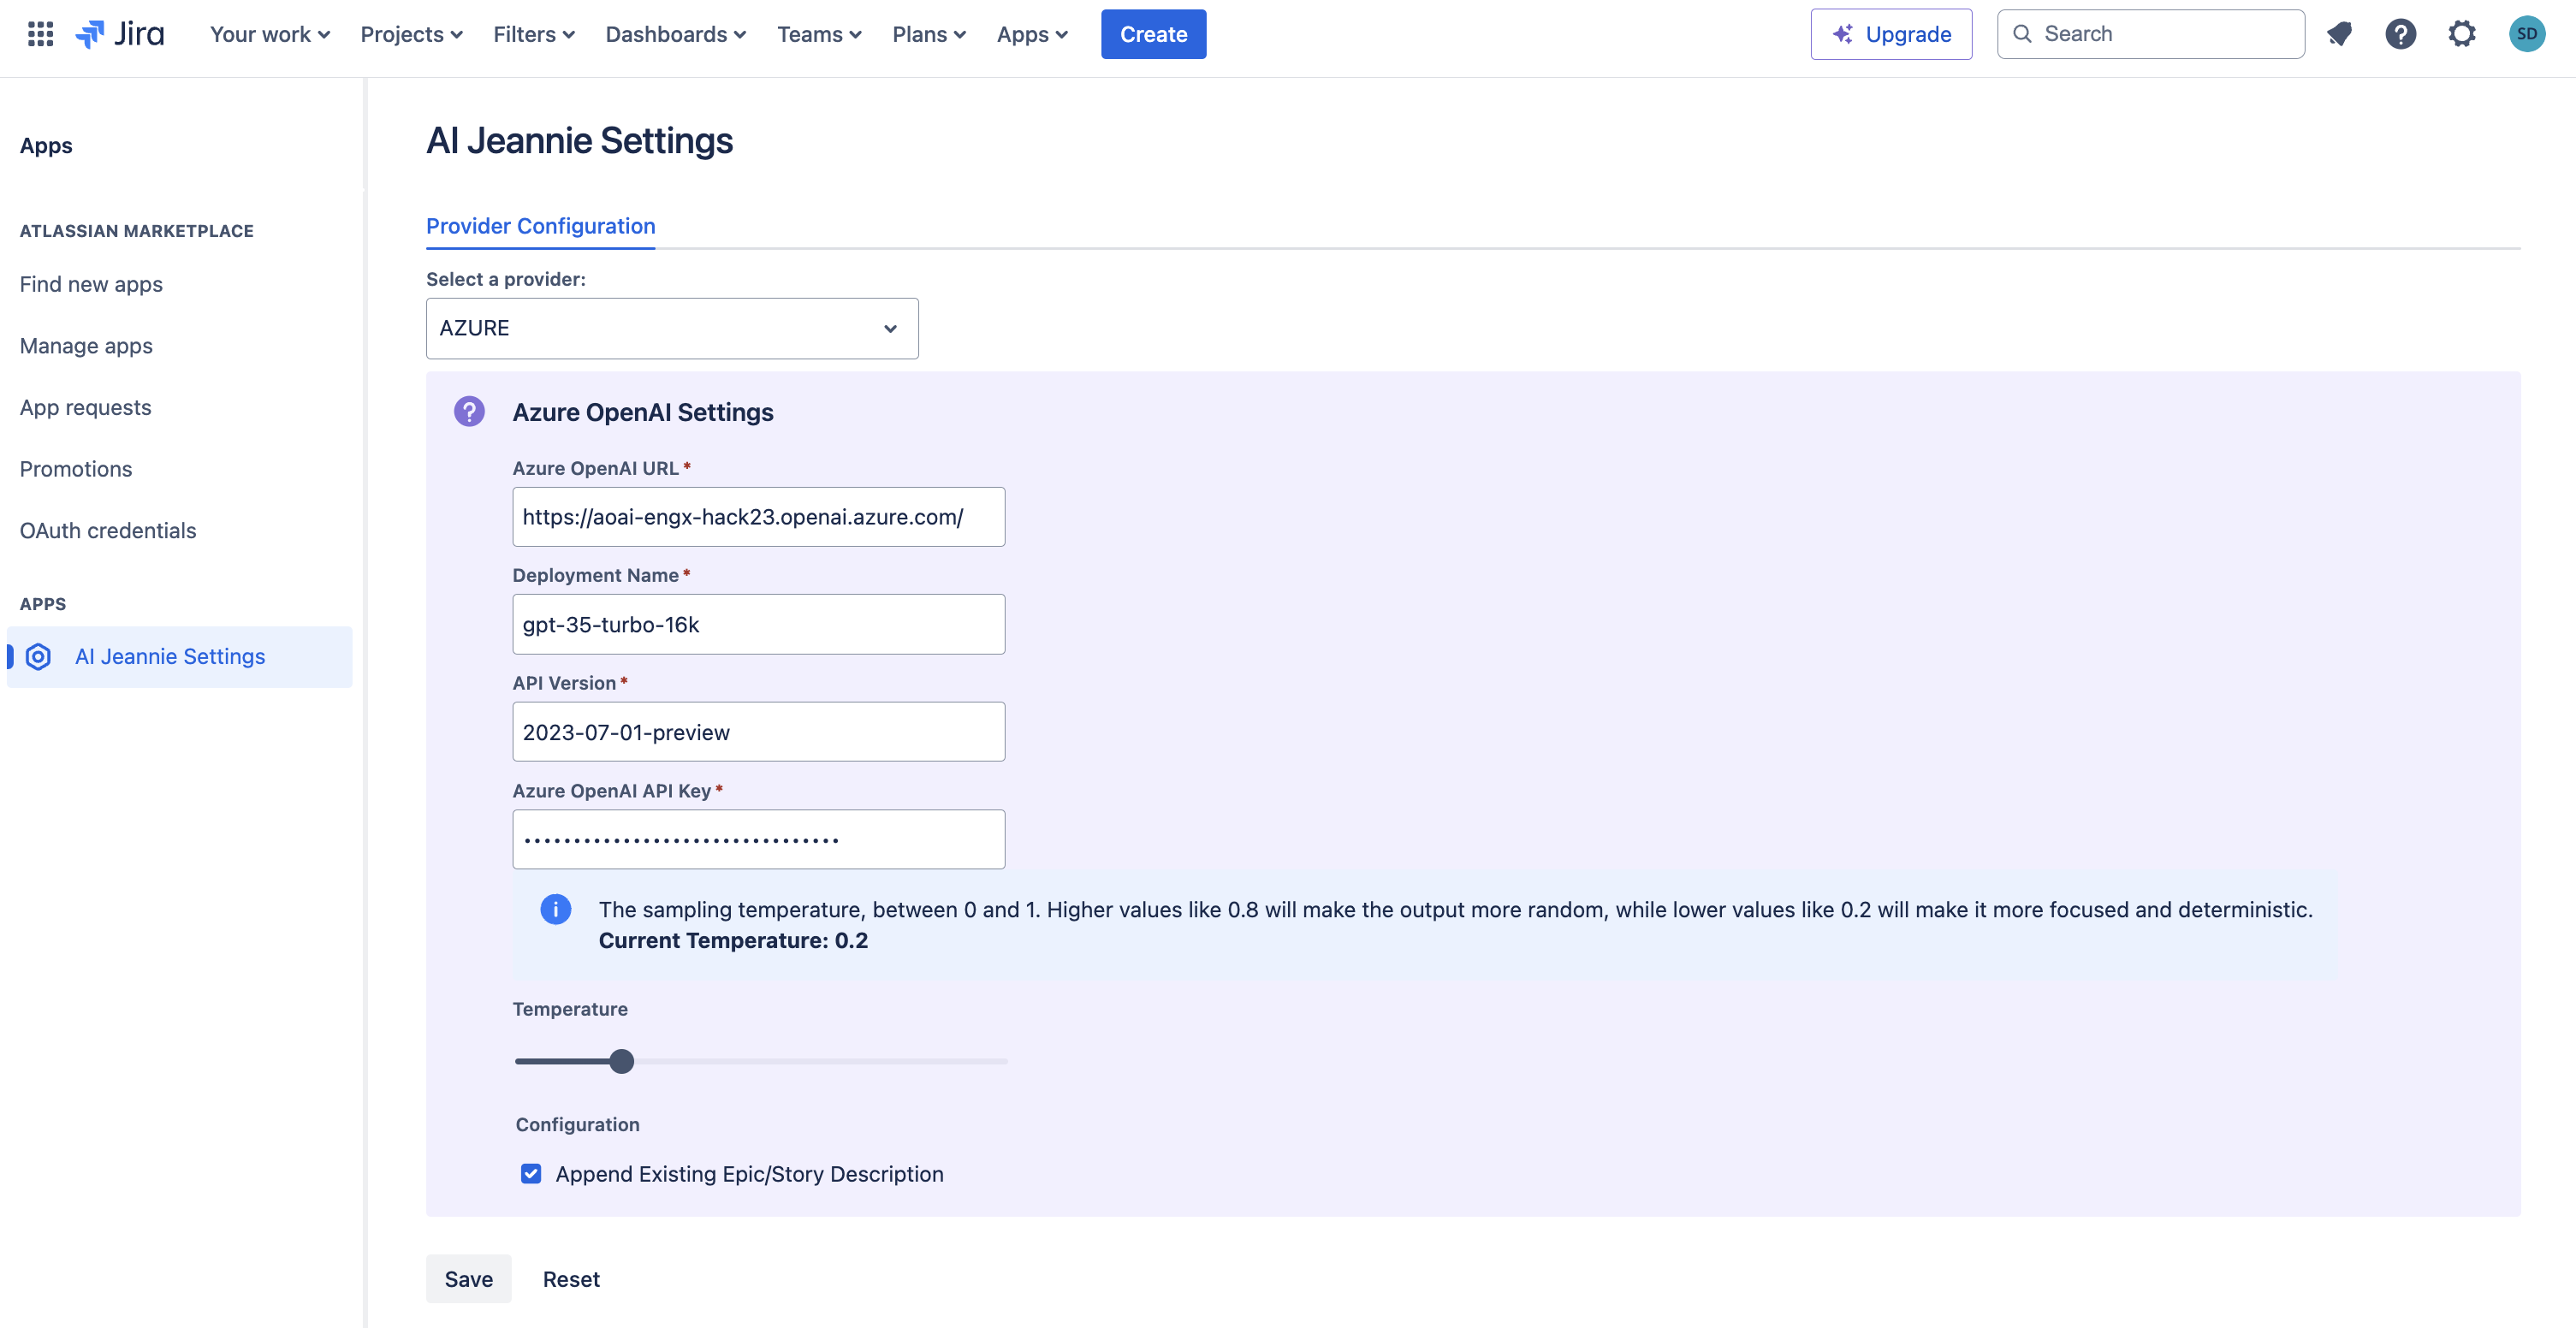 Jira
Your work
Projects
Filters
Dashboards
Teams
Plans
Apps
Create
Upgrade
Search
SD
Apps
ATLASSIAN MARKETPLACE
Find new apps
Manage apps
App requests
Promotions
OAuth credentials
APPS
AI Jeannie Settings
AI Jeannie Settings
Provider Configuration
Select a provider:
AZURE
Azure OpenAI Settings
Azure OpenAI URL *
https://aoai-engx-hack23.openai.azure.com/
Deployment Name *
gpt-35-turbo-16k
API Version *
2023-07-01-preview
Azure OpenAI API Key *
••••••••••••••••••••••••••••••••
The sampling temperature, between 0 and 1. Higher values like 0.8 will make the output more random, while lower values like 0.2 will make it more focused and deterministic.
Current Temperature: 0.2
Temperature
Configuration
Append Existing Epic/Story Description
Save
Reset